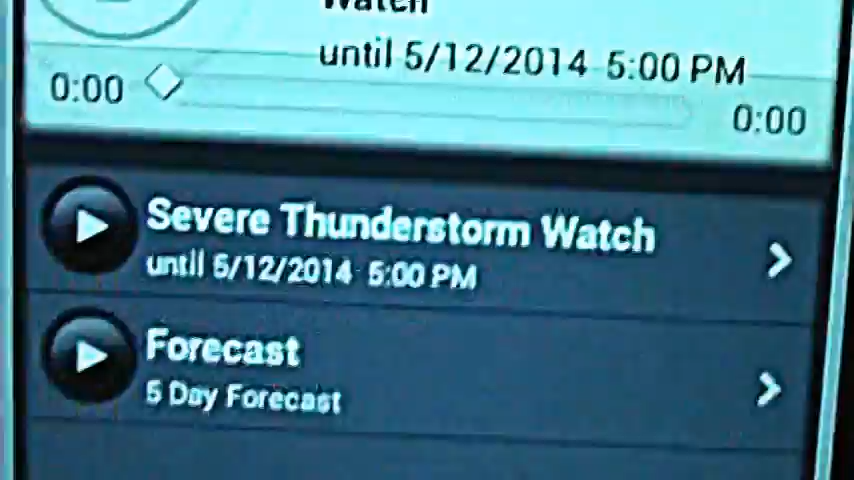 Watch
until 5/12/2014 5:00 PM
0:00
0:00
Severe Thunderstorm Watch
until 5/12/2014 5:00 PM
Forecast
5 Day Forecast